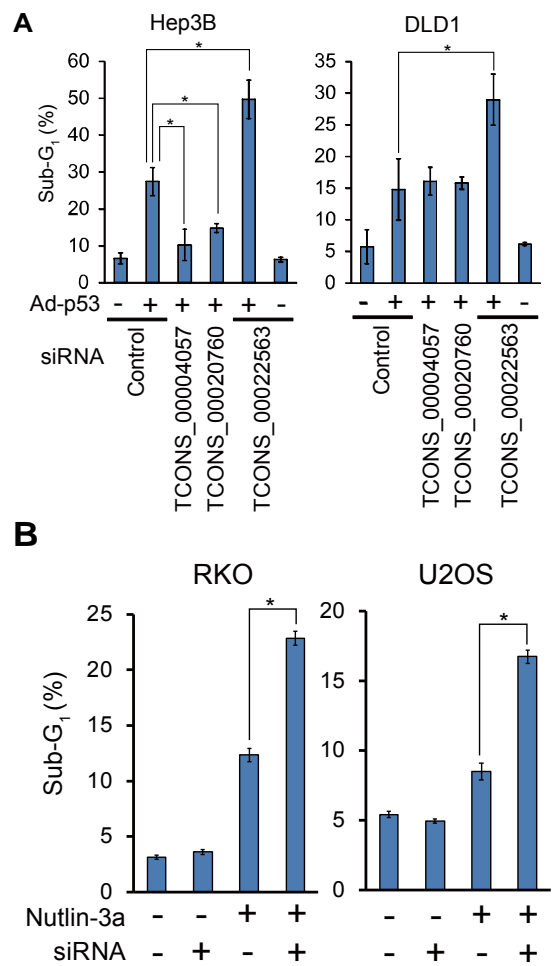 A
Hep3B
DLD1
Sub-G1 (%)
60
50
40
30
20
10
0
*
*
*
35
30
25
20
15
10
5
0
*
Ad-p53 - + + + + - - + + + + -
siRNA
Control
TCONS_00004057
TCONS_00020760
TCONS_00022563
Control
TCONS_00004057
TCONS_00020760
TCONS_00022563
B
RKO
U2OS
Sub-G1 (%)
25
20
15
10
5
0
*
20
15
10
5
0
*
Nutlin-3a - - + + - - + +
siRNA - + - + - + - +